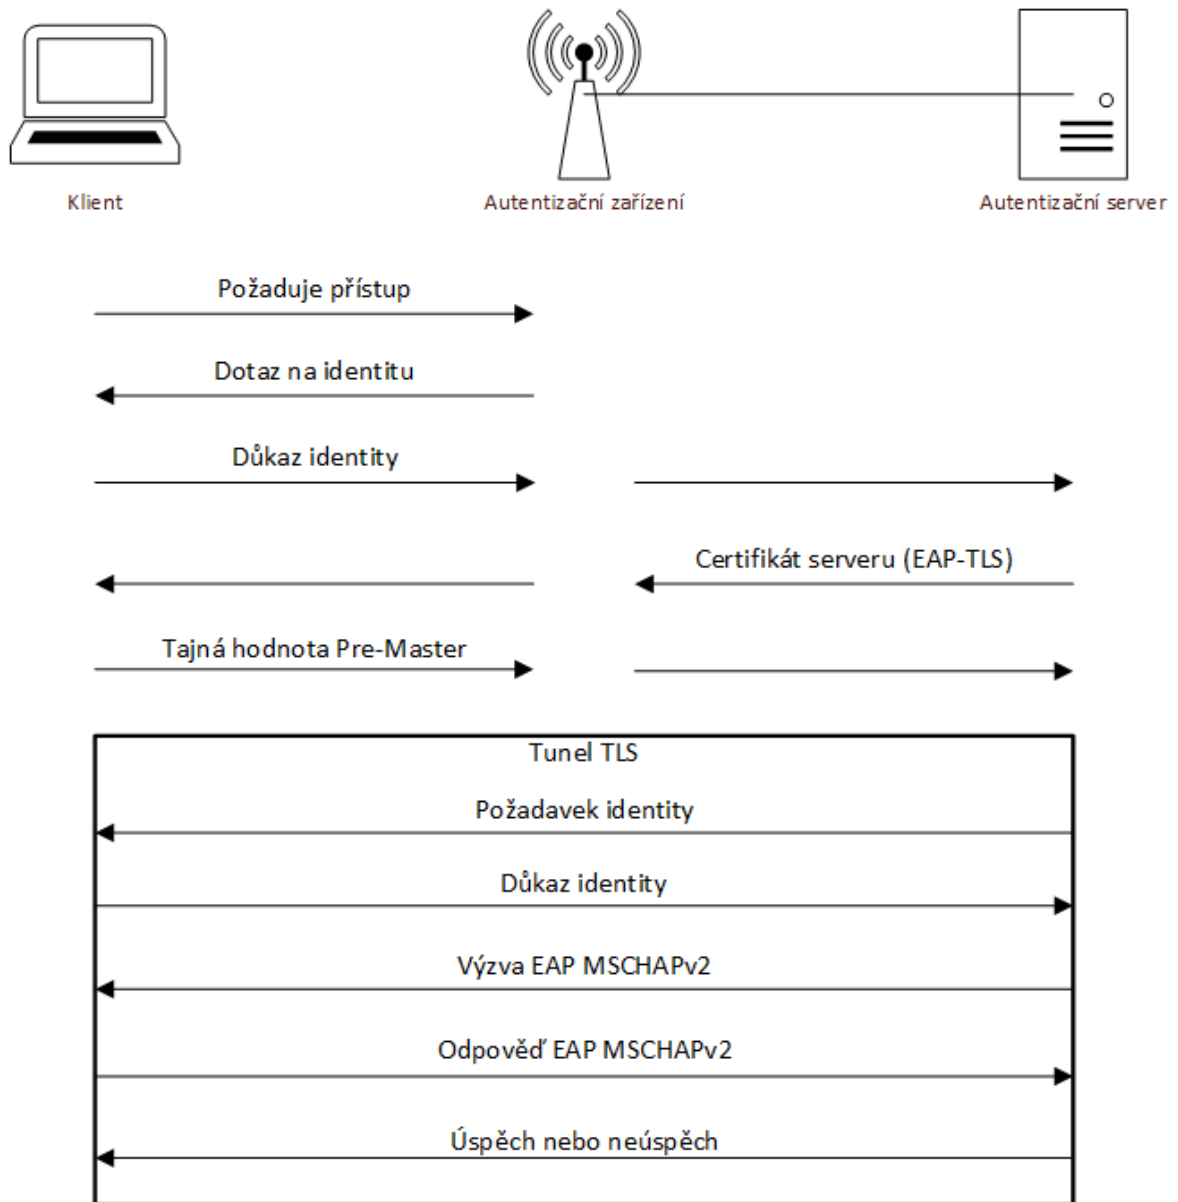 Klient
Autentizační zařízení
Autentizační server
Požaduje přístup
Dotaz na identitu
Důkaz identity
Certifikát serveru (EAP-TLS)
Tajná hodnota Pre-Master
Tunel TLS
Požadavek identity
Důkaz identity
Výzva EAP MSCHAPv2
Odpověď EAP MSCHAPv2
Úspěch nebo neúspěch